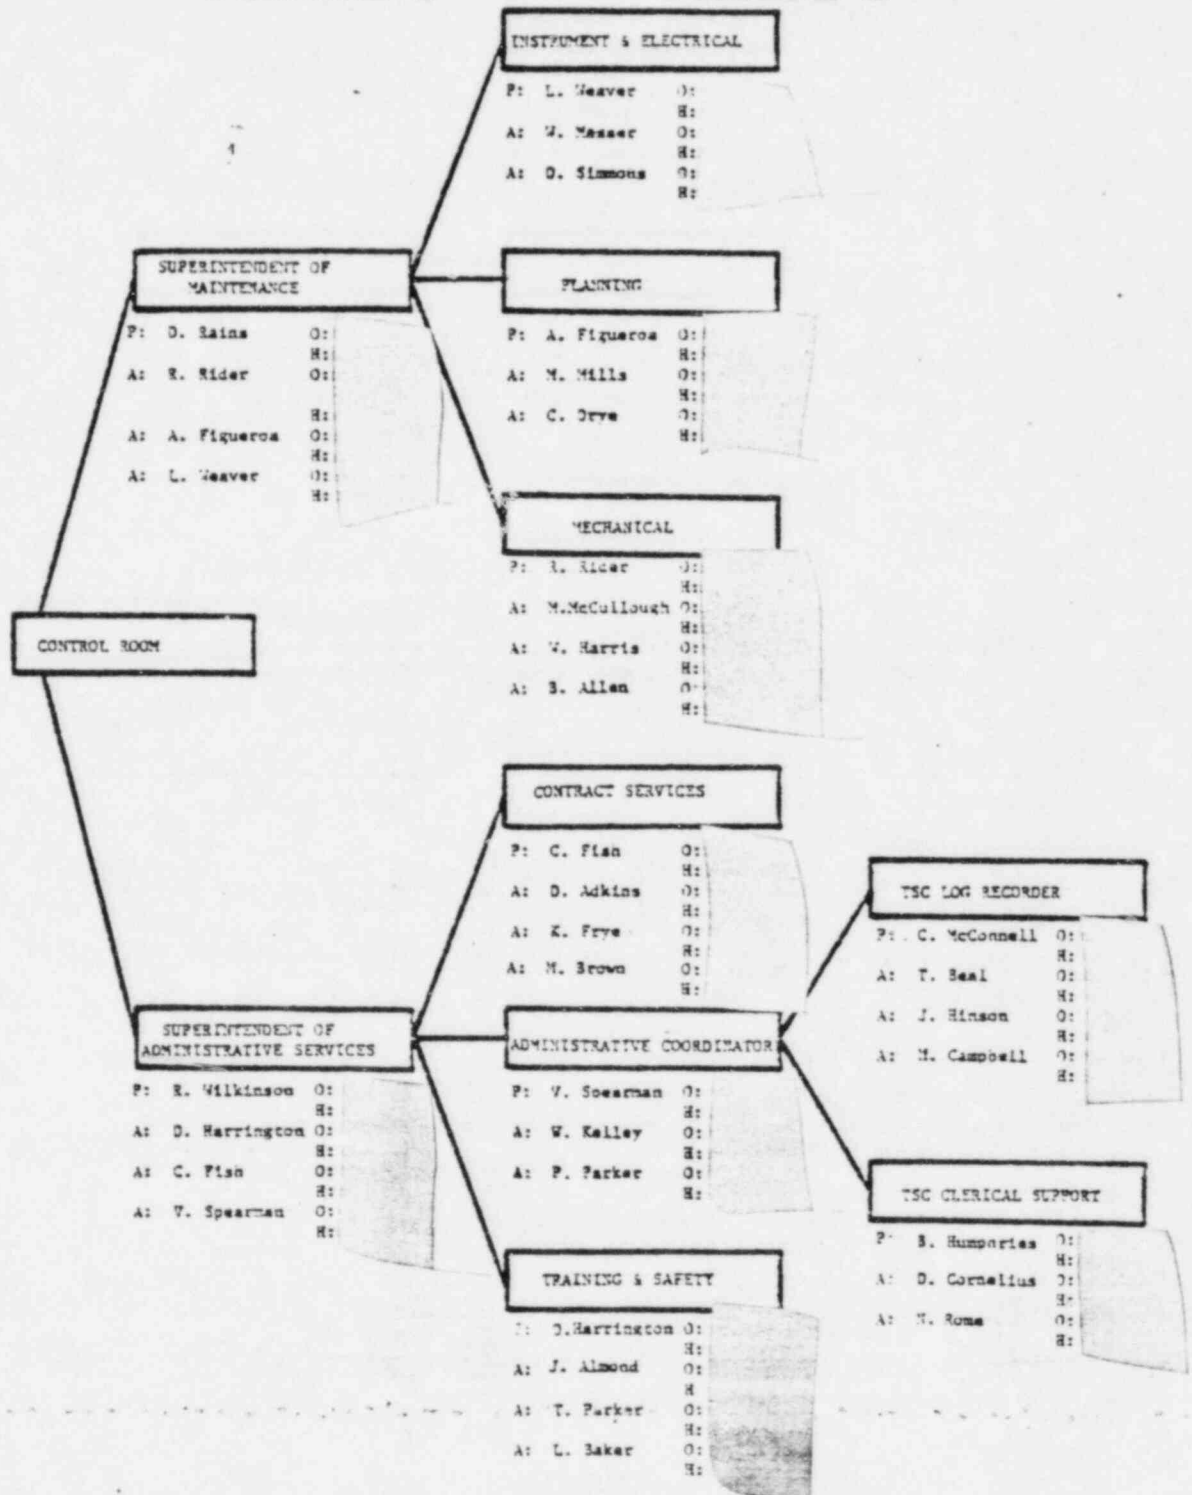 INSTRUMENT & ELECTRICAL
P: L. Weaver O:
H:
A: W. Messer O:
H:
A: D. Simmons O:
H:
SUPERINTENDENT OF
MAINTENANCE
P: D. Rains O:
H:
A: R. Rider O:
H:
A: A. Figueroa O:
H:
A: L. Weaver O:
H:
PLANNING
P: A. Figueroa O:
H:
A: M. Mills O:
H:
A: C. Drye O:
H:
MECHANICAL
P: R. Rider O:
H:
A: M.McCullough O:
H:
A: W. Harris O:
H:
A: B. Allen O:
H:
CONTROL ROOM
CONTRACT SERVICES
P: C. Fish O:
H:
A: D. Adkins O:
H:
A: K. Frye O:
H:
A: M. Brown O:
H:
SUPERINTENDENT OF
ADMINISTRATIVE SERVICES
P: R. Wilkinson O:
H:
A: D. Harrington O:
H:
A: C. Fish O:
H:
A: V. Spearman O:
H:
ADMINISTRATIVE COORDINATOR
P: V. Spearman O:
H:
A: W. Kelley O:
H:
A: P. Parker O:
H:
TRAINING & SAFETY
P: D.Harrington O:
H:
A: J. Almond O:
H
A: T. Parker O:
H:
A: L. Baker O:
H:
TSC LOG RECORDER
P: C. McConnell O:
H:
A: T. Beal O:
H:
A: J. Hinson O:
H:
A: M. Campbell O:
H:
TSC CLERICAL SUPPORT
P: B. Humphries O:
H:
A: D. Cornelius O:
H:
A: N. Rome O:
H: